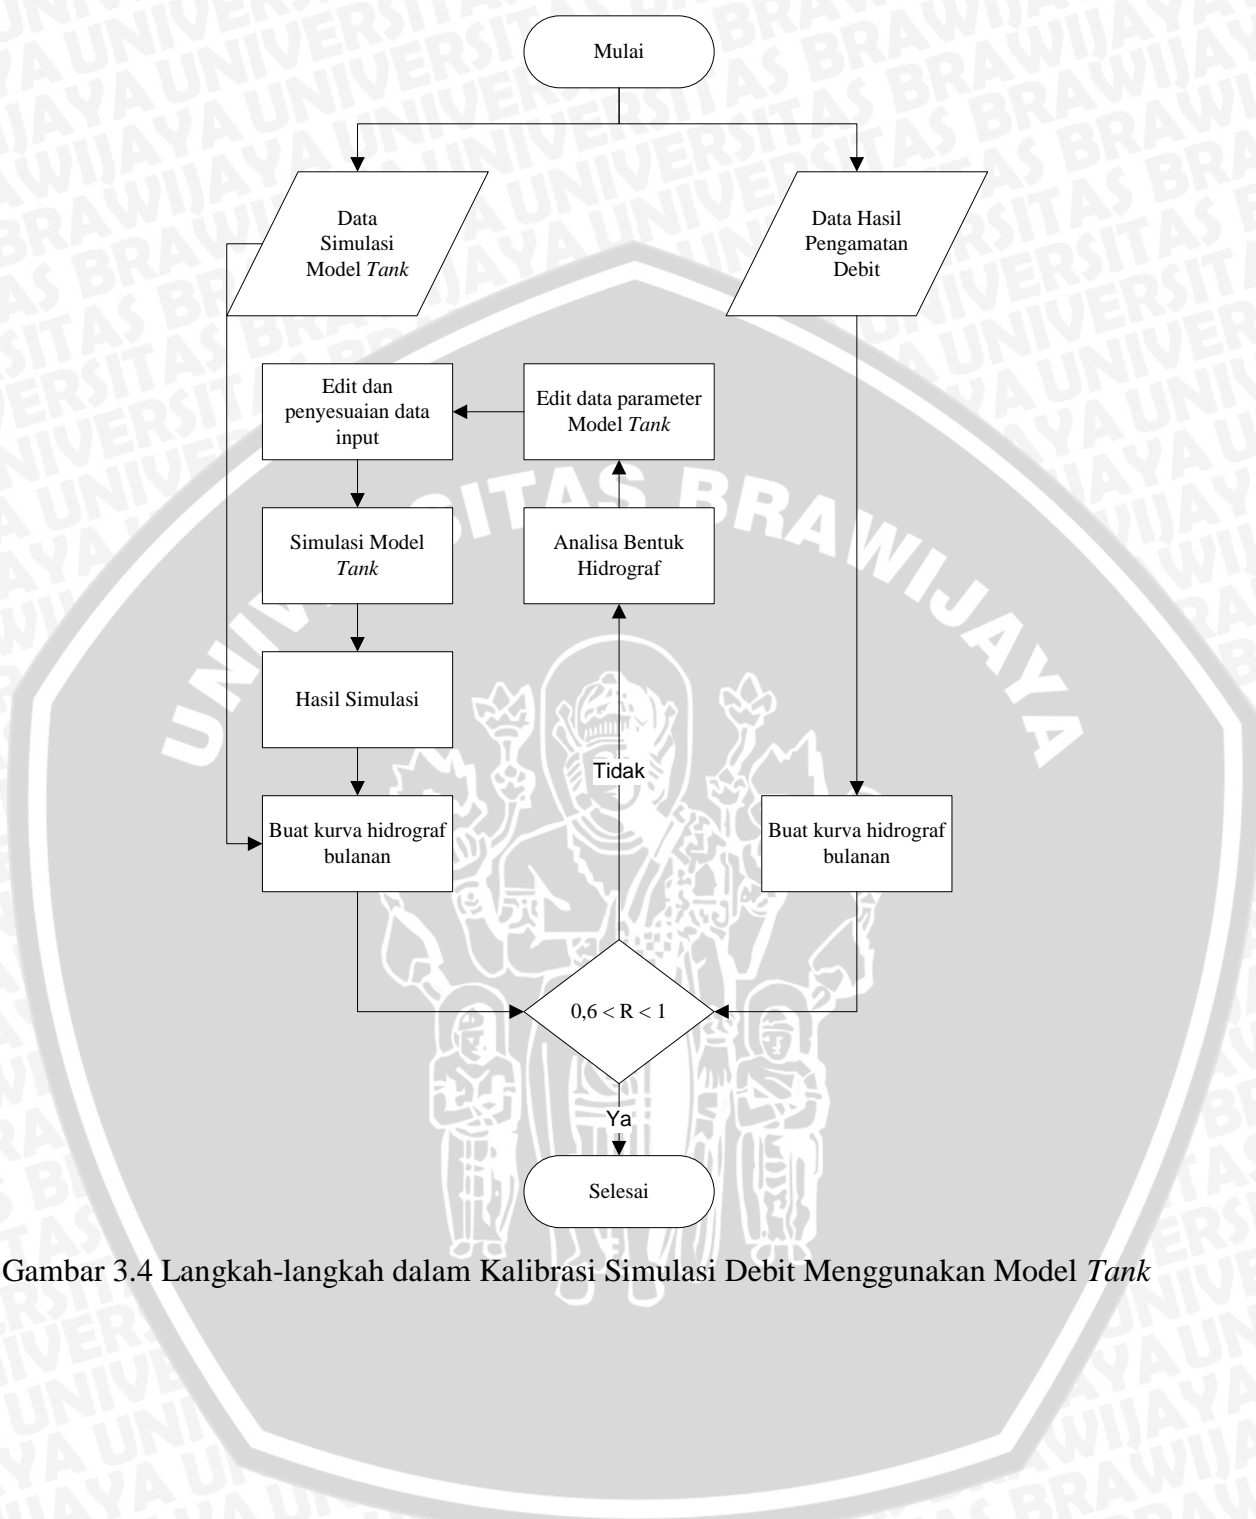 Mulai
Data
Simulasi
Model Tank
Data Hasil
Pengamatan
Debit
Edit dan
penyesuaian data
input
Edit data parameter
Model Tank
Simulasi Model
Tank
Analisa Bentuk
Hidrograf
Hasil Simulasi
Tidak
Buat kurva hidrograf
bulanan
Buat kurva hidrograf
bulanan
0,6 < R < 1
Ya
Selesai
Gambar 3.4 Langkah-langkah dalam Kalibrasi Simulasi Debit Menggunakan Model Tank
UNIVERSITAS BRAWIJAYA